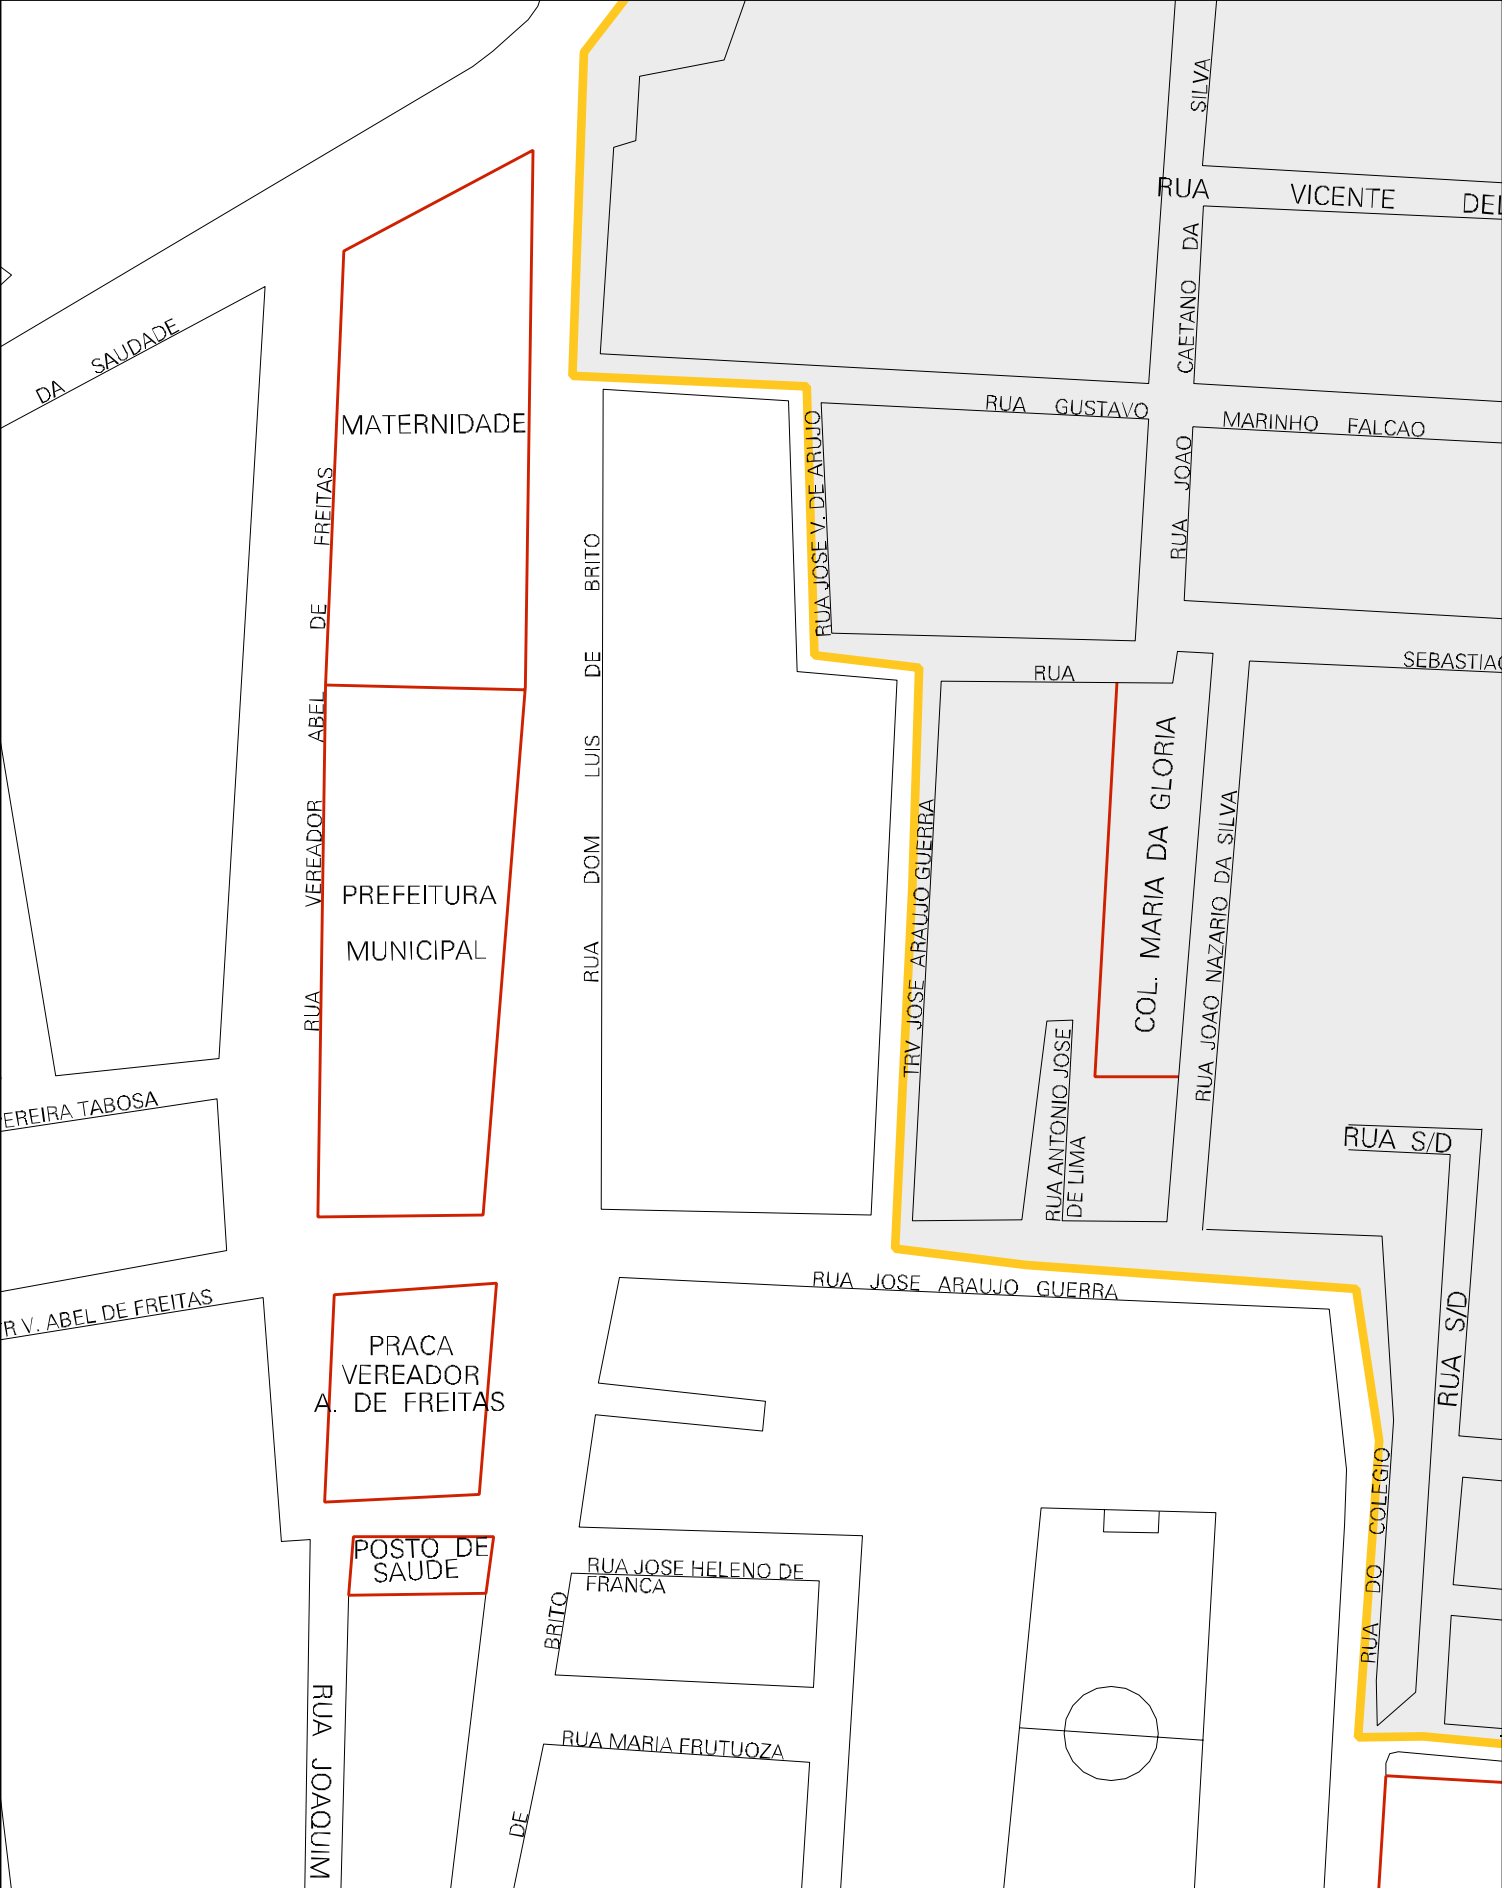 SILVA
RUA VICENTE DEL
CAETANO DA
DA SAUDADE
RUA GUSTAVO
MARINHO FALCAO
MATERNIDADE
RUA JOSE V. DE ARUJO
RUA JOAO
RUA VEREADOR ABEL DE FREITAS
RUA DOM LUIS DE BRITO
RUA
SEBASTIAO
COL. MARIA DA GLORIA
TRV JOSE ARAUJO GUERRA
RUA JOAO NAZARIO DA SILVA
PREFEITURA
MUNICIPAL
RUA ANTONIO JOSE
DE LIMA
EREIRA TABOSA
RUA S/D
RUA JOSE ARAUJO GUERRA
R V. ABEL DE FREITAS
RUA S/D
PRACA
VEREADOR
A. DE FREITAS
RUA DO COLEGIO
POSTO DE
SAUDE
RUA JOSE HELENO DE
FRANCA
BRITO
RUA JOAQUIM
RUA MARIA FRUTUOZA
DE